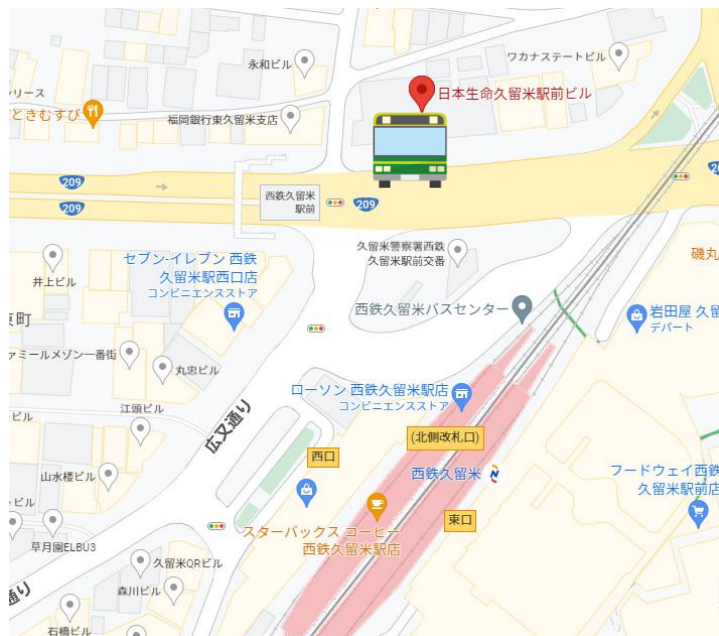 ワカナステートビル
永和ビル
シリース
日本生命久留米駅前ビル
ときむすび
福岡銀行東久留米支店
209
209
西鉄久留米
駅前
209
209
久留米警察署西鉄
久留米駅前交番
セブン-イレブン 西鉄
久留米駅西口店
コンビニエンスストア
井上ビル
磯丸
西鉄久留米バスセンター
岩田屋 久留
デパート
東町
ァミールメゾン一番街
丸忠ビル
ローソン 西鉄久留米駅店
コンビニエンスストア
江頭ビル
ビル
広又通り
(北側改札口)
西口
西鉄久留米
フードウェイ西鉄
久留米駅前店
山水楼ビル
トビル
東口
スターバックス コーヒー
西鉄久留米駅店
草月園ELBU3
久留米QRビル
通り
森川ビル
石橋ビル